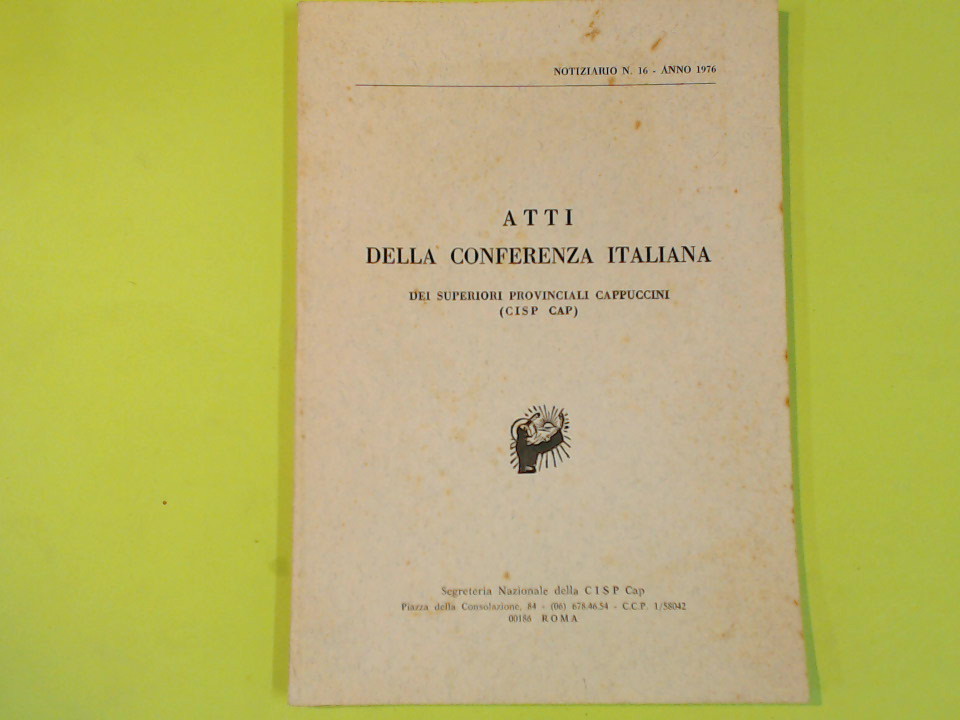 NOTIZIARIO N. 16 - ANNO 1976
ATTI
DELLA CONFERENZA ITALIANA
DEI SUPERIORI PROVINCIALI CAPPUCCINI
(CISP CAP)
Segreteria Nazionale della CISP Cap
Piazza della Consolazione, 84 - (06) 678.46.54 - C.C.P. 1/58042
00186 ROMA